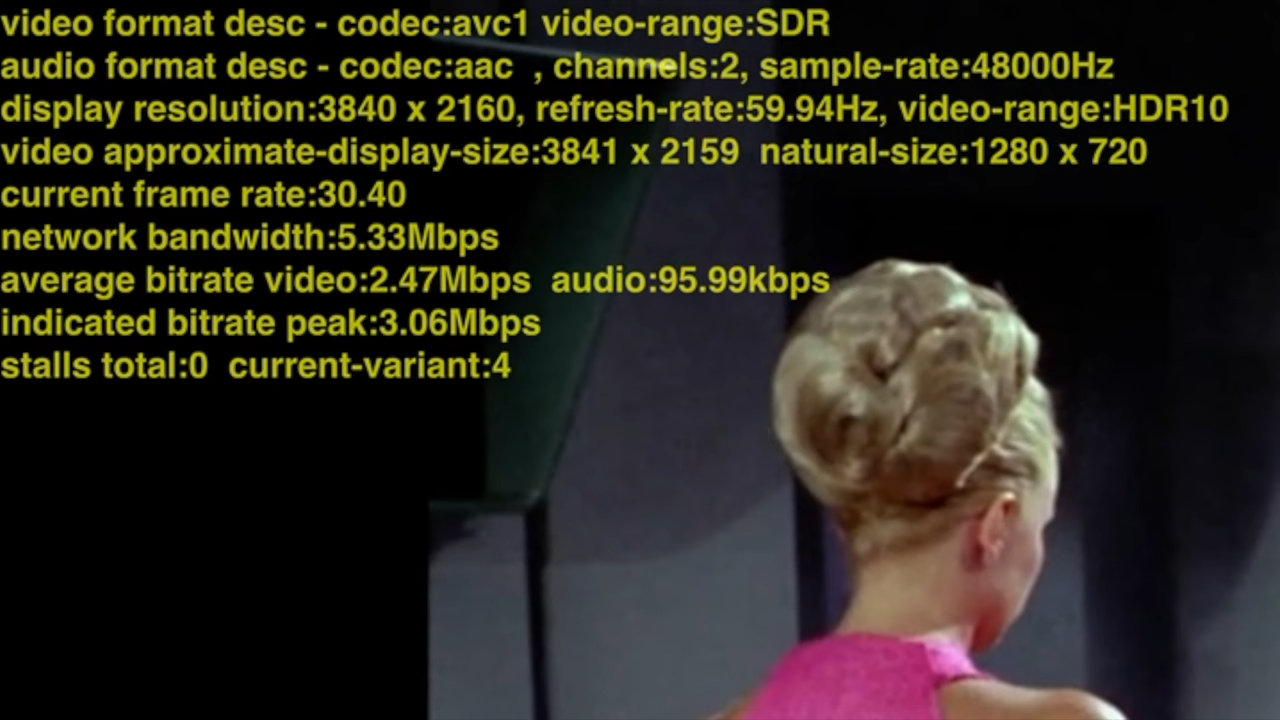 video format desc - codec:avc1 video-range:SDR
audio format desc - codec:aac , channels:2, sample-rate:48000Hz
display resolution:3840 x 2160, refresh-rate:59.94Hz, video-range:HDR10
video approximate-display-size:3841 x 2159 natural-size:1280 x 720
current frame rate:30.40
network bandwidth:5.33Mbps
average bitrate video:2.47Mbps audio:95.99kbps
indicated bitrate peak:3.06Mbps
stalls total:0 current-variant:4